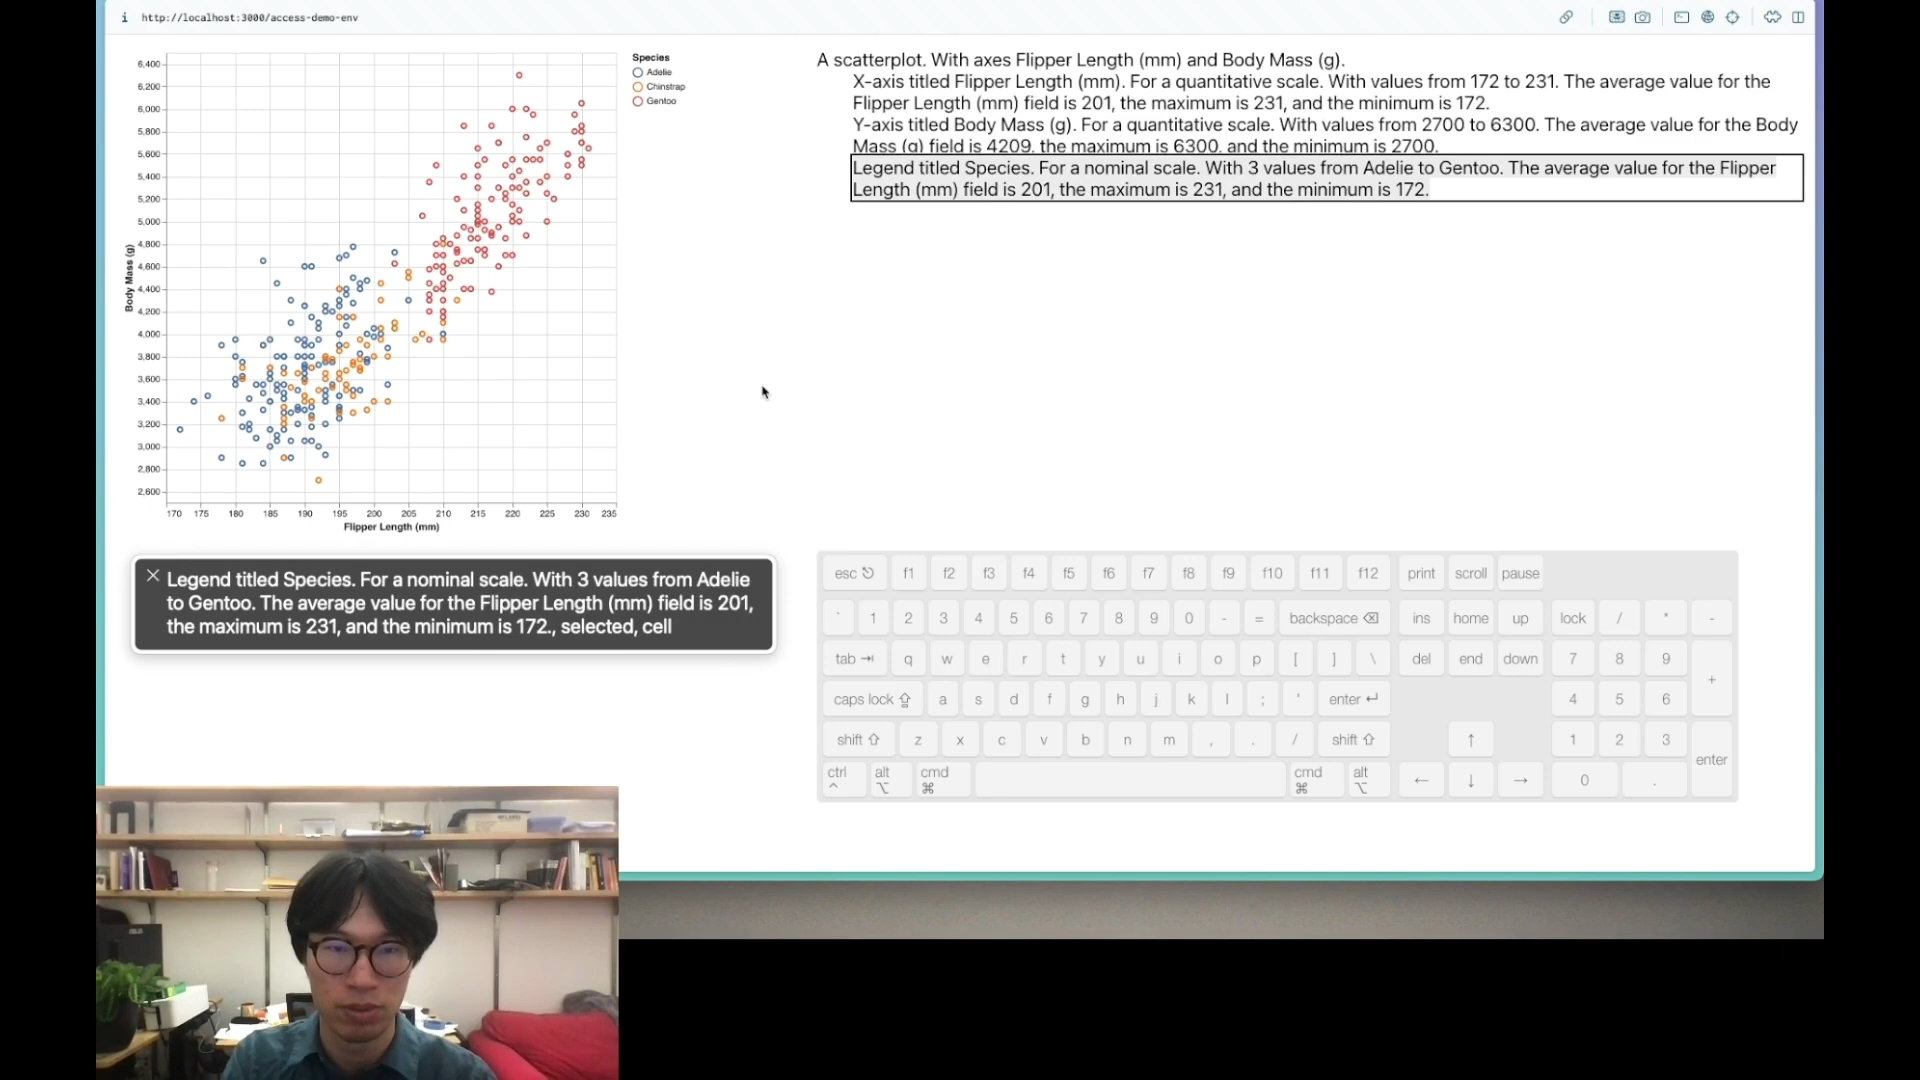 http://localhost:3000/access-demo-env
Species
Adelie
Chinstrap
Gentoo
6,400
6,200
6,000
5,800
5,600
5,400
5,200
5,000
4,800
4,600
4,400
4,200
4,000
3,800
3,600
3,400
3,200
3,000
2,800
2,600
Body Mass (g)
170 175 180 185 190 195 200 205 210 215 220 225 230 235
Flipper Length (mm)
A scatterplot. With axes Flipper Length (mm) and Body Mass (g).
X-axis titled Flipper Length (mm). For a quantitative scale. With values from 172 to 231. The average value for the
Flipper Length (mm) field is 201, the maximum is 231, and the minimum is 172.
Y-axis titled Body Mass (g). For a quantitative scale. With values from 2700 to 6300. The average value for the Body
Mass (g) field is 4209, the maximum is 6300, and the minimum is 2700.
Legend titled Species. For a nominal scale. With 3 values from Adelie to Gentoo. The average value for the Flipper
Length (mm) field is 201, the maximum is 231, and the minimum is 172.
Legend titled Species. For a nominal scale. With 3 values from Adelie
to Gentoo. The average value for the Flipper Length (mm) field is 201,
the maximum is 231, and the minimum is 172., selected, cell
esc f1 f2 f3 f4 f5 f6 f7 f8 f9 f10 f11 f12 print scroll pause
` 1 2 3 4 5 6 7 8 9 0 - = backspace ins home up lock / * -
tab q w e r t y u i o p [ ] \ del end down 7 8 9 +
caps lock a s d f g h j k l ; ' enter 4 5 6
shift z x c v b n m , . / shift ↑ 1 2 3 enter
ctrl alt cmd cmd alt ← ↓ → 0 .